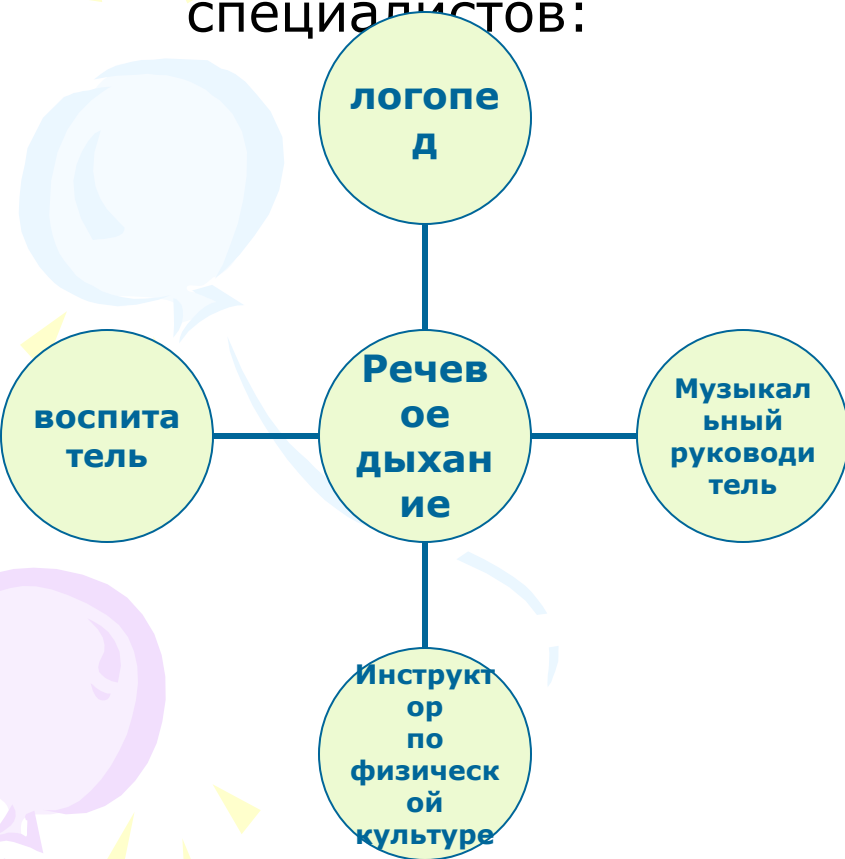 специалистов:
логопе
д
воспита
тель
Речев
ое
дыхан
ие
Музыкал
ьный
руководи
тель
Инструкт
ор
по
физическ
ой
культуре